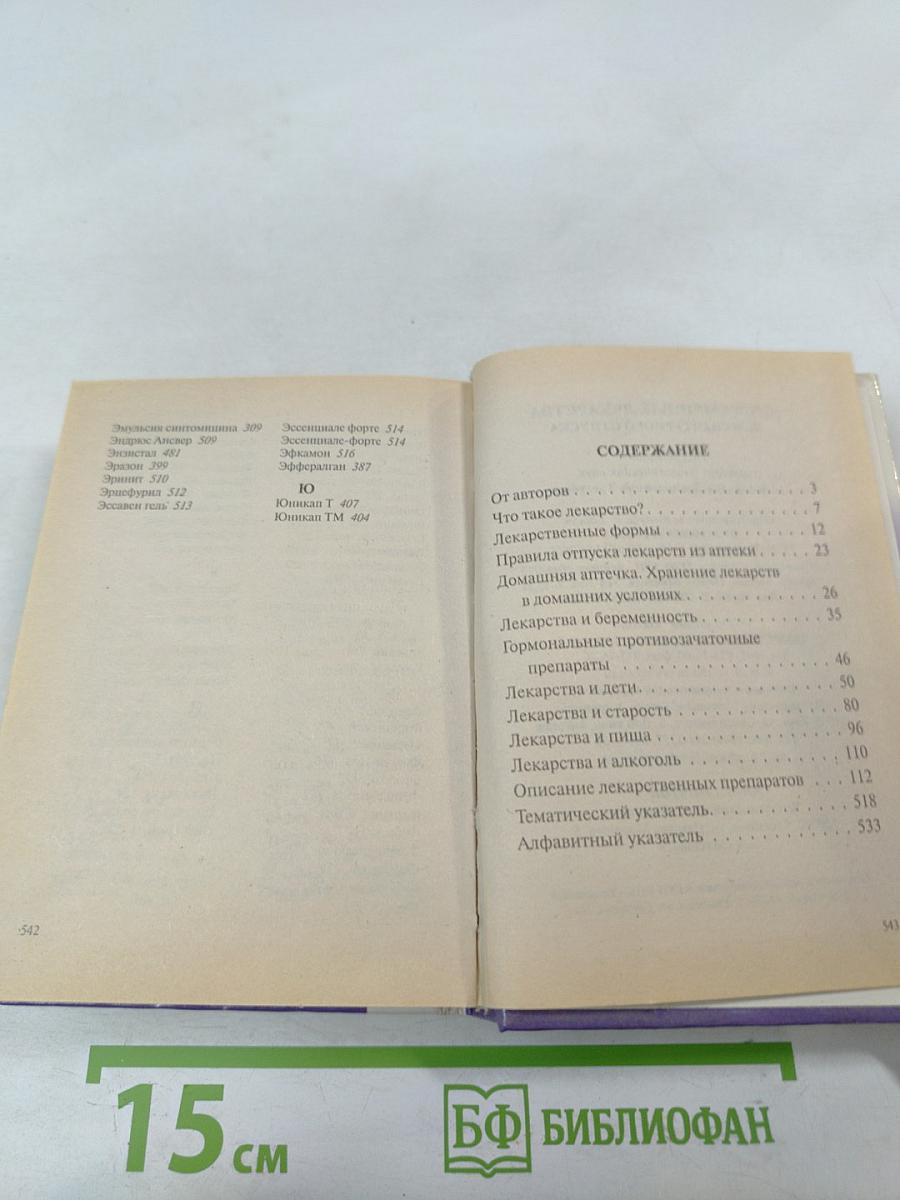 Эмульсия синтомицина 309
Эндрюс Ансвер 509
Энзистал 481
Эразон 399
Эринит 510
Эрцефурил 512
Эссавен гель 513
Эссенциале форте 514
Эссенциале-форте 514
Эфкамон 516
Эффералган 387
Ю
Юникап Т 407
Юникап ТМ 404
542
СОДЕРЖАНИЕ
От авторов . . . . . . . . . . . . . . . . . . 3
Что такое лекарство? . . . . . . . . . . . . . 7
Лекарственные формы . . . . . . . . . . . . 12
Правила отпуска лекарств из аптеки . . . . . 23
Домашняя аптечка. Хранение лекарств
в домашних условиях . . . . . . . . . . . 26
Лекарства и беременность . . . . . . . . . . 35
Гормональные противозачаточные
препараты . . . . . . . . . . . . . . . . 46
Лекарства и дети . . . . . . . . . . . . . . . 50
Лекарства и старость . . . . . . . . . . . . . 80
Лекарства и пища . . . . . . . . . . . . . . 96
Лекарства и алкоголь . . . . . . . . . . . . 110
Описание лекарственных препаратов . . . 112
Тематический указатель . . . . . . . . . . . 518
Алфавитный указатель . . . . . . . . . . . 533
543
15 см
БФ БИБЛИОФАН